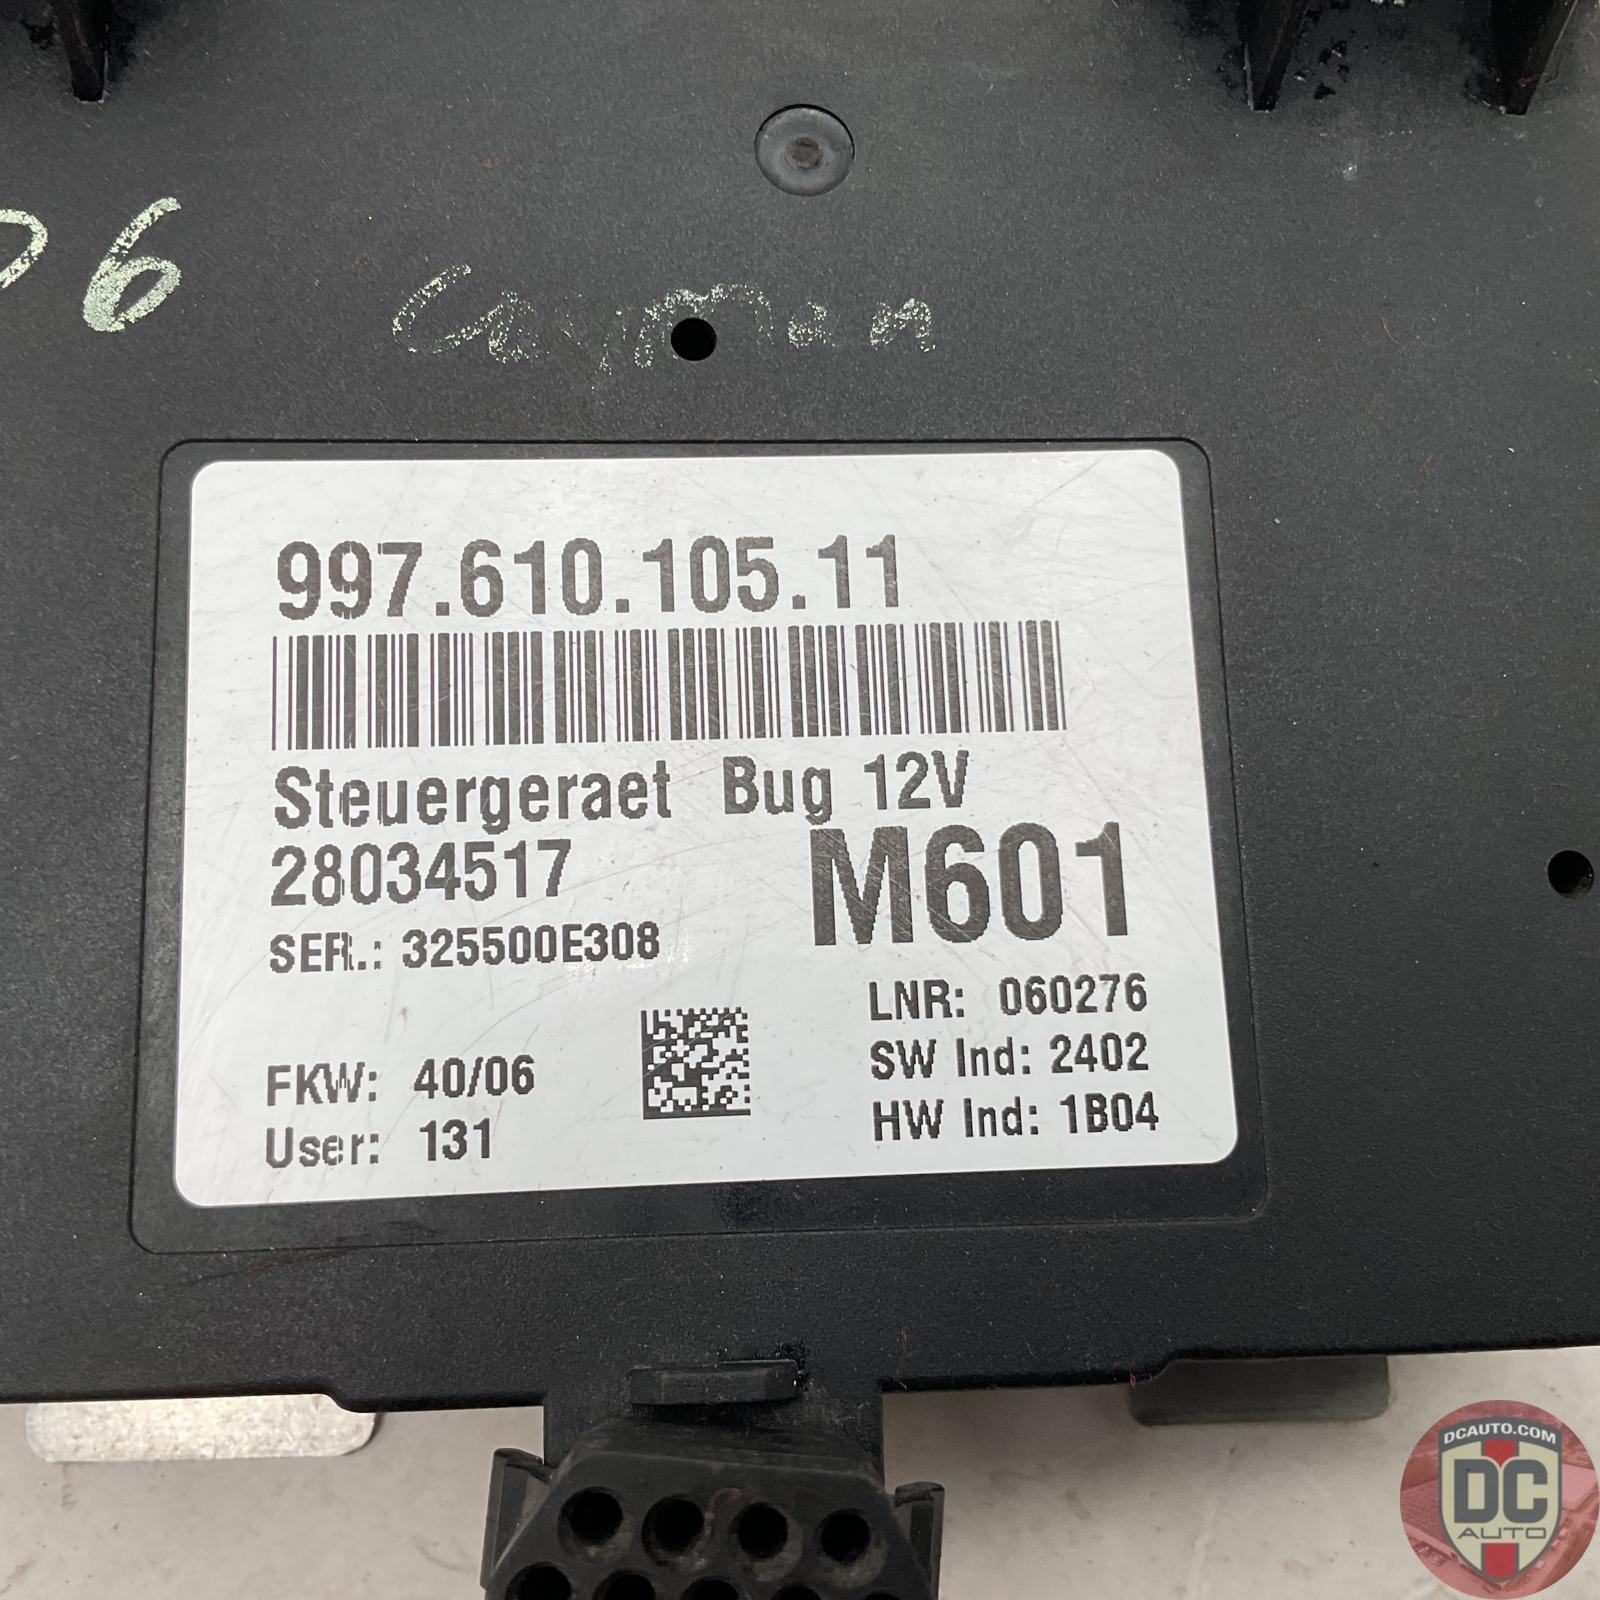 06 Cayman
997.610.105.11
Steuergeraet Bug 12V
28034517
M601
SER.: 325500E308
LNR: 060276
SW Ind: 2402
HW Ind: 1B04
FKW: 40/06
User: 131
DCAUTO.COM
DC
AUTO